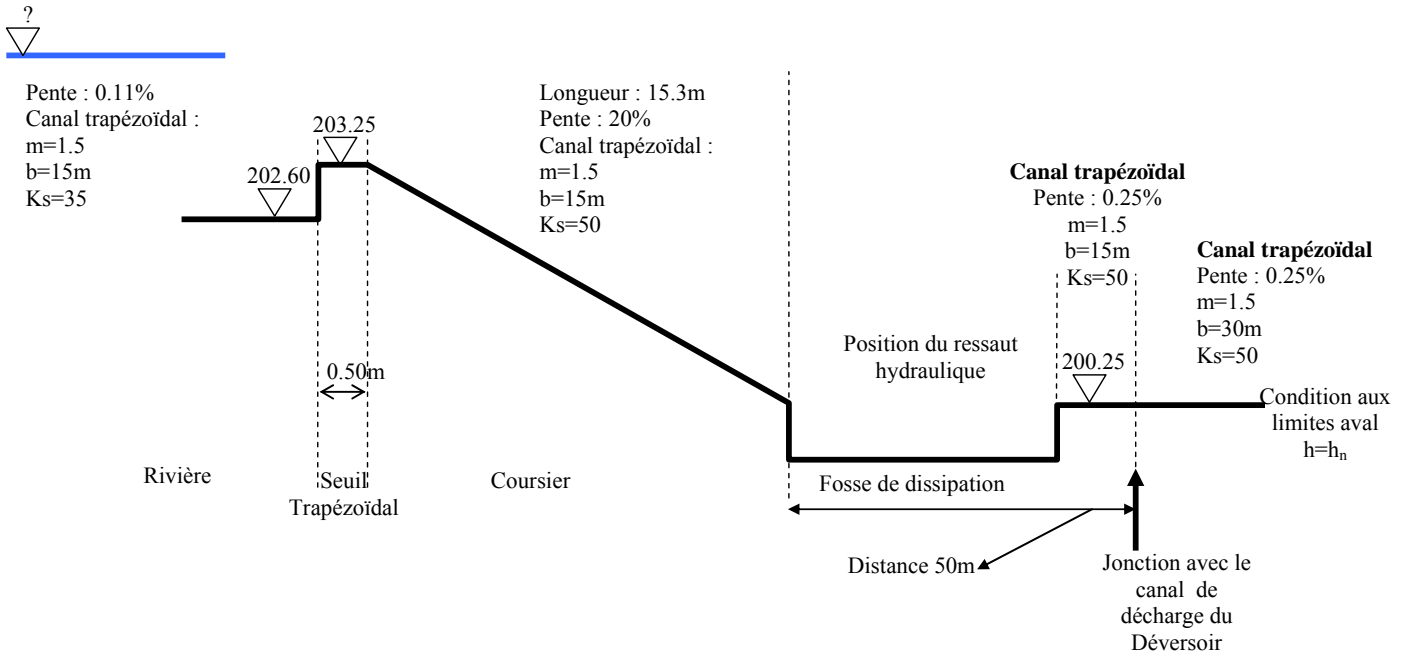 ?
Pente : 0.11%
Canal trapézoïdal :
m=1.5
b=15m
Ks=35
202.60
203.25
0.50m
Longueur : 15.3m
Pente : 20%
Canal trapézoïdal :
m=1.5
b=15m
Ks=50
Position du ressaut
hydraulique
Canal trapézoïdal
Pente : 0.25%
m=1.5
b=15m
Ks=50
200.25
Canal trapézoïdal
Pente : 0.25%
m=1.5
b=30m
Ks=50
Condition aux
limites aval
h=hn
Rivière
Seuil
Trapézoïdal
Coursier
Fosse de dissipation
Distance 50m
Jonction avec le
canal de
décharge du
Déversoir